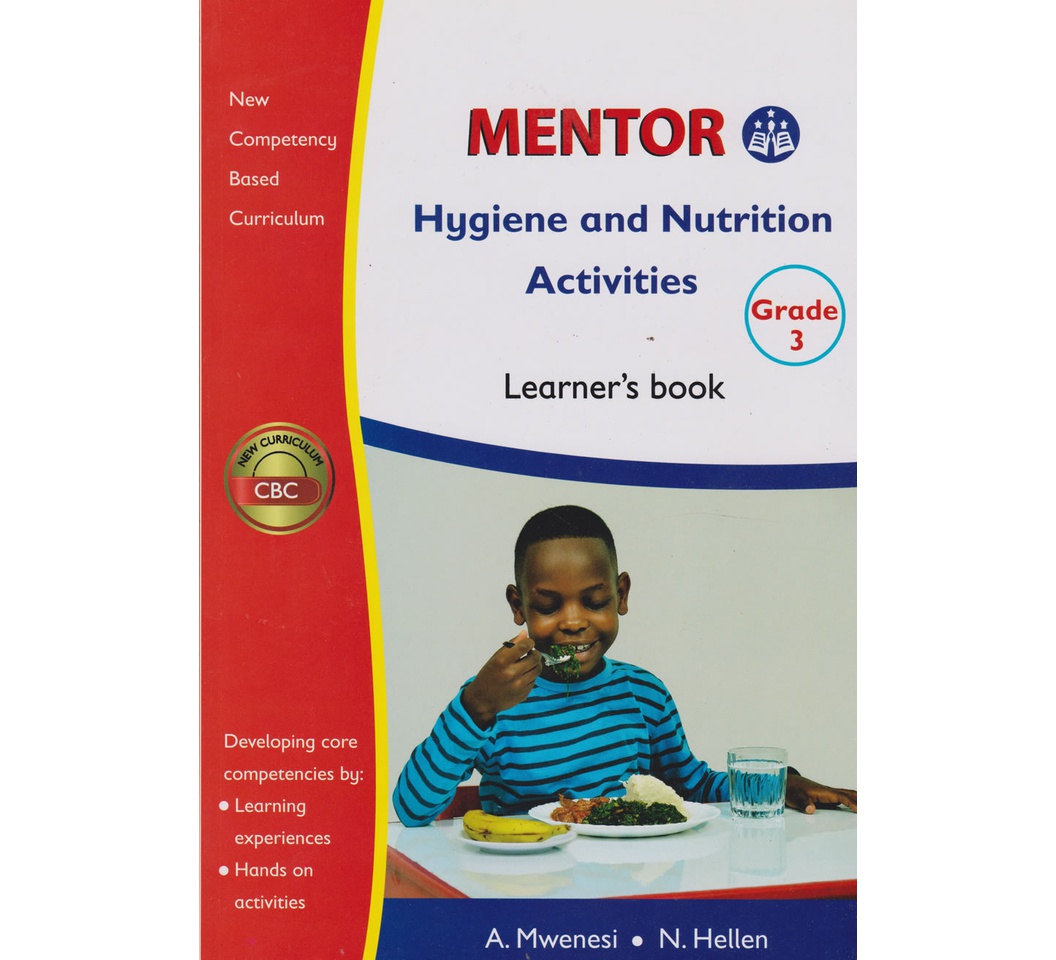 New
Competency
Based
Curriculum
MENTOR
Hygiene and Nutrition
Activities
Grade
3
Learner's book
NEW CURRICULUM
CBC
Developing core
competencies by:
● Learning
experiences
● Hands on
activities
A. Mwenesi ● N. Hellen